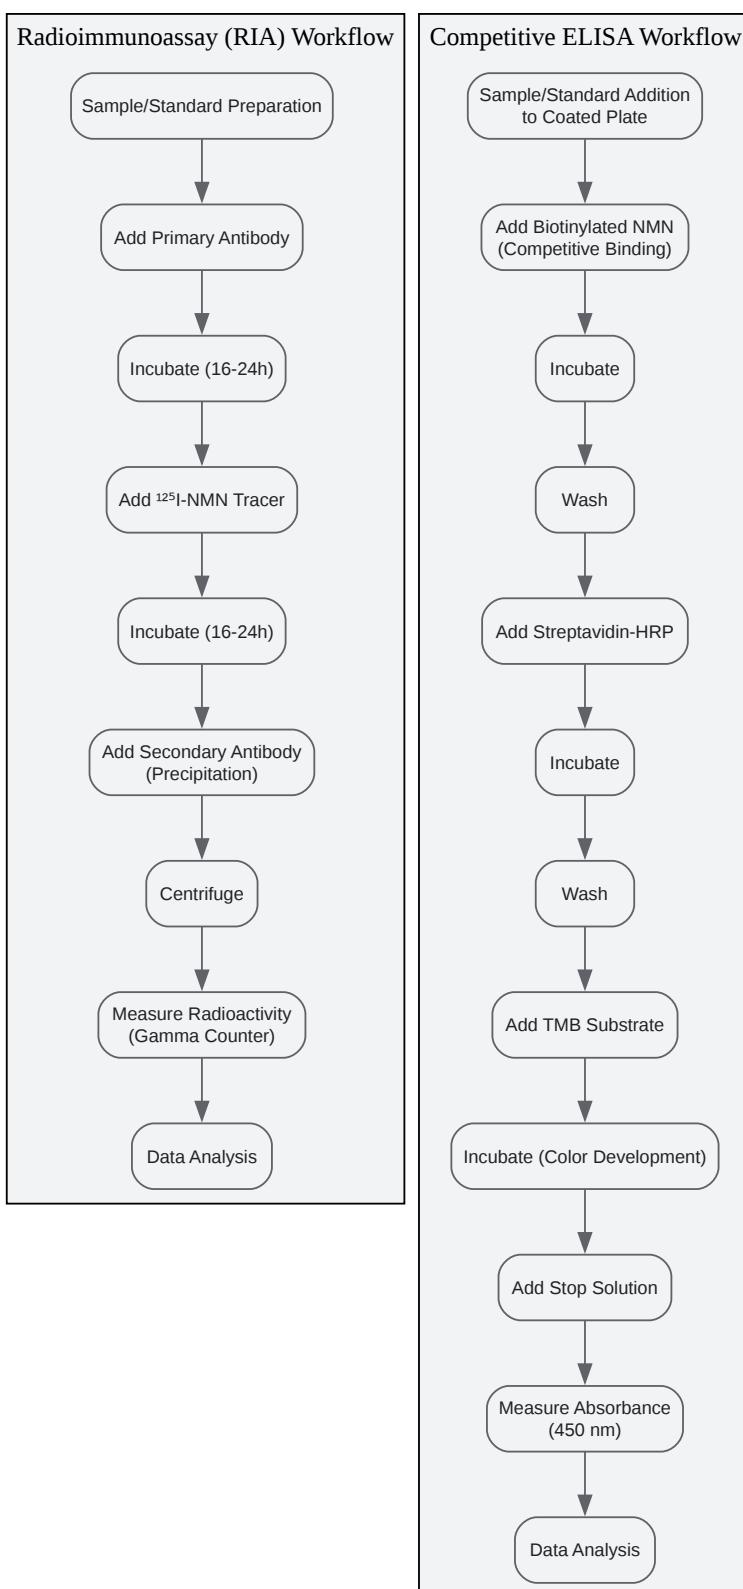 Radioimmunoassay (RIA) Workflow
Sample/Standard Preparation
Add Primary Antibody
Incubate (16-24h)
Add ¹²⁵I-NMN Tracer
Incubate (16-24h)
Add Secondary Antibody
(Precipitation)
Centrifuge
Measure Radioactivity
(Gamma Counter)
Data Analysis
Competitive ELISA Workflow
Sample/Standard Addition
to Coated Plate
Add Biotinylated NMN
(Competitive Binding)
Incubate
Wash
Add Streptavidin-HRP
Incubate
Wash
Add TMB Substrate
Incubate (Color Development)
Add Stop Solution
Measure Absorbance
(450 nm)
Data Analysis